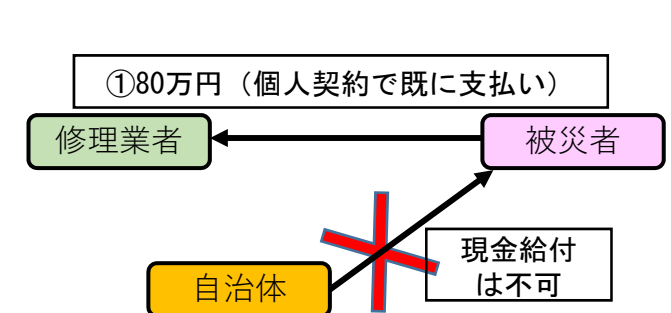 ①80万円（個人契約で既に支払い）
修理業者
被災者
現金給付
は不可
自治体